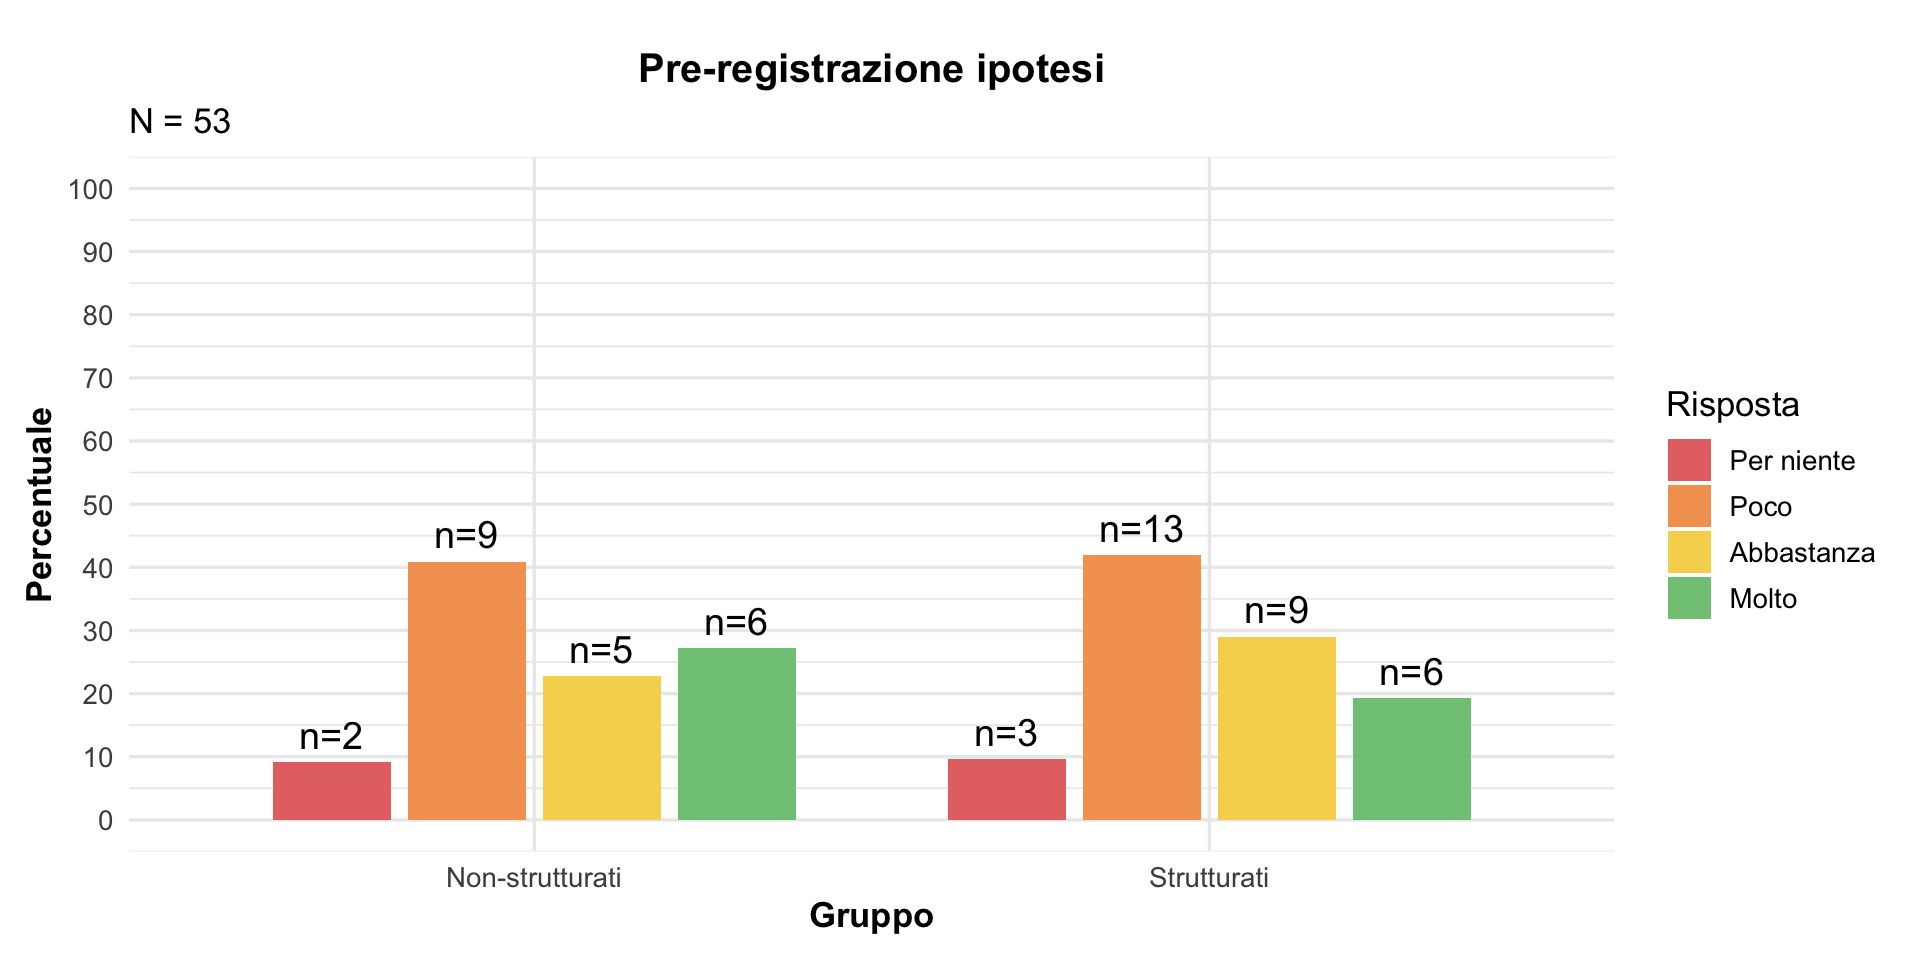 Pre-registrazione ipotesi
N = 53
100
90
80
70
60
50
40
30
20
10
0
Percentuale
n=2
n=9
n=5
n=6
n=3
n=13
n=9
n=6
Non-strutturati
Strutturati
Gruppo
Risposta
Per niente
Poco
Abbastanza
Molto